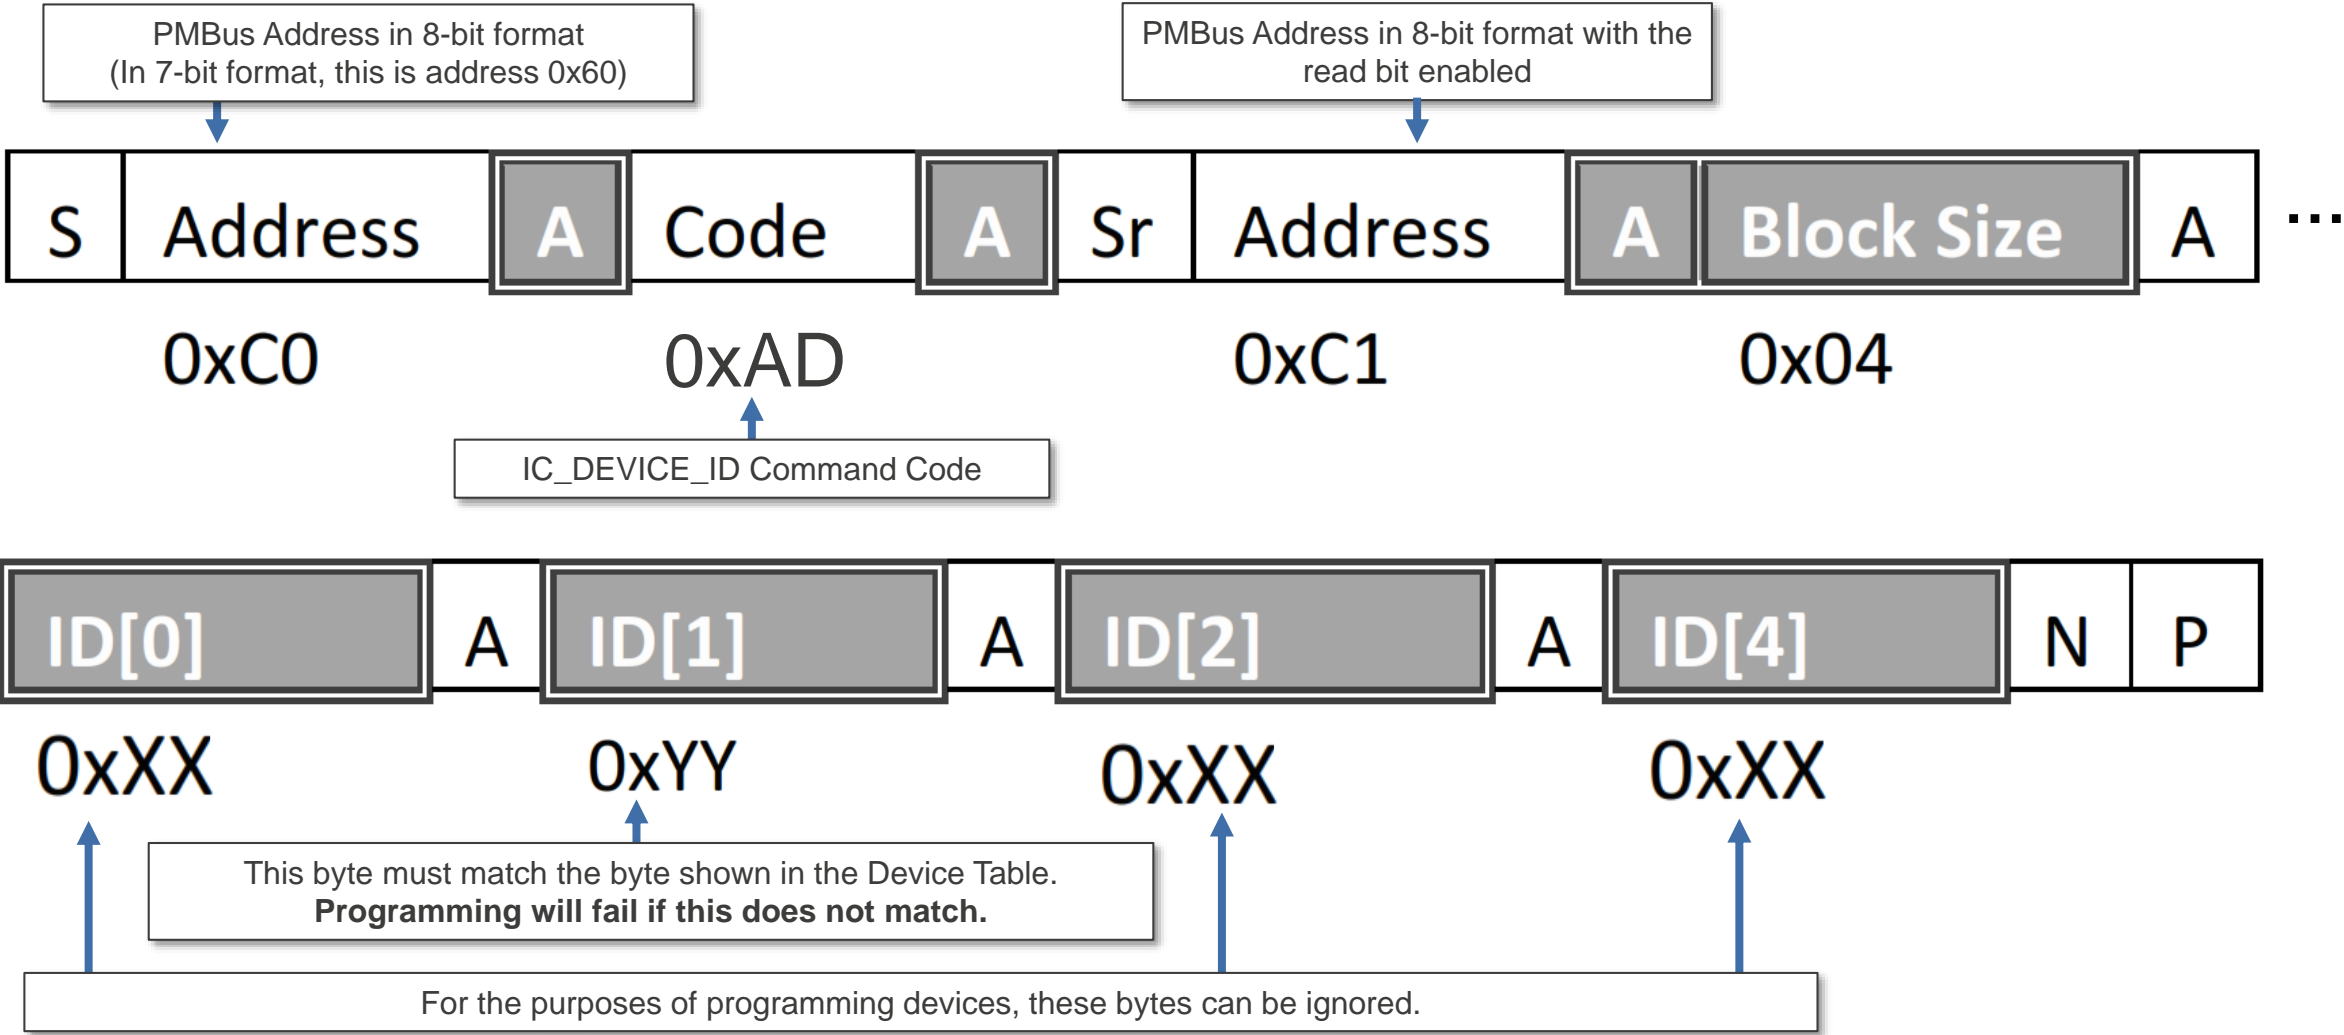 PMBus Address in 8-bit format
(In 7-bit format, this is address 0x60)
PMBus Address in 8-bit format with the
read bit enabled
S Address A Code A Sr Address A Block Size A ...
0xC0 0xAD 0xC1 0x04
IC_DEVICE_ID Command Code
ID[0] A ID[1] A ID[2] A ID[4] N P
0xXX 0xYY 0xXX 0xXX
This byte must match the byte shown in the Device Table.
Programming will fail if this does not match.
For the purposes of programming devices, these bytes can be ignored.